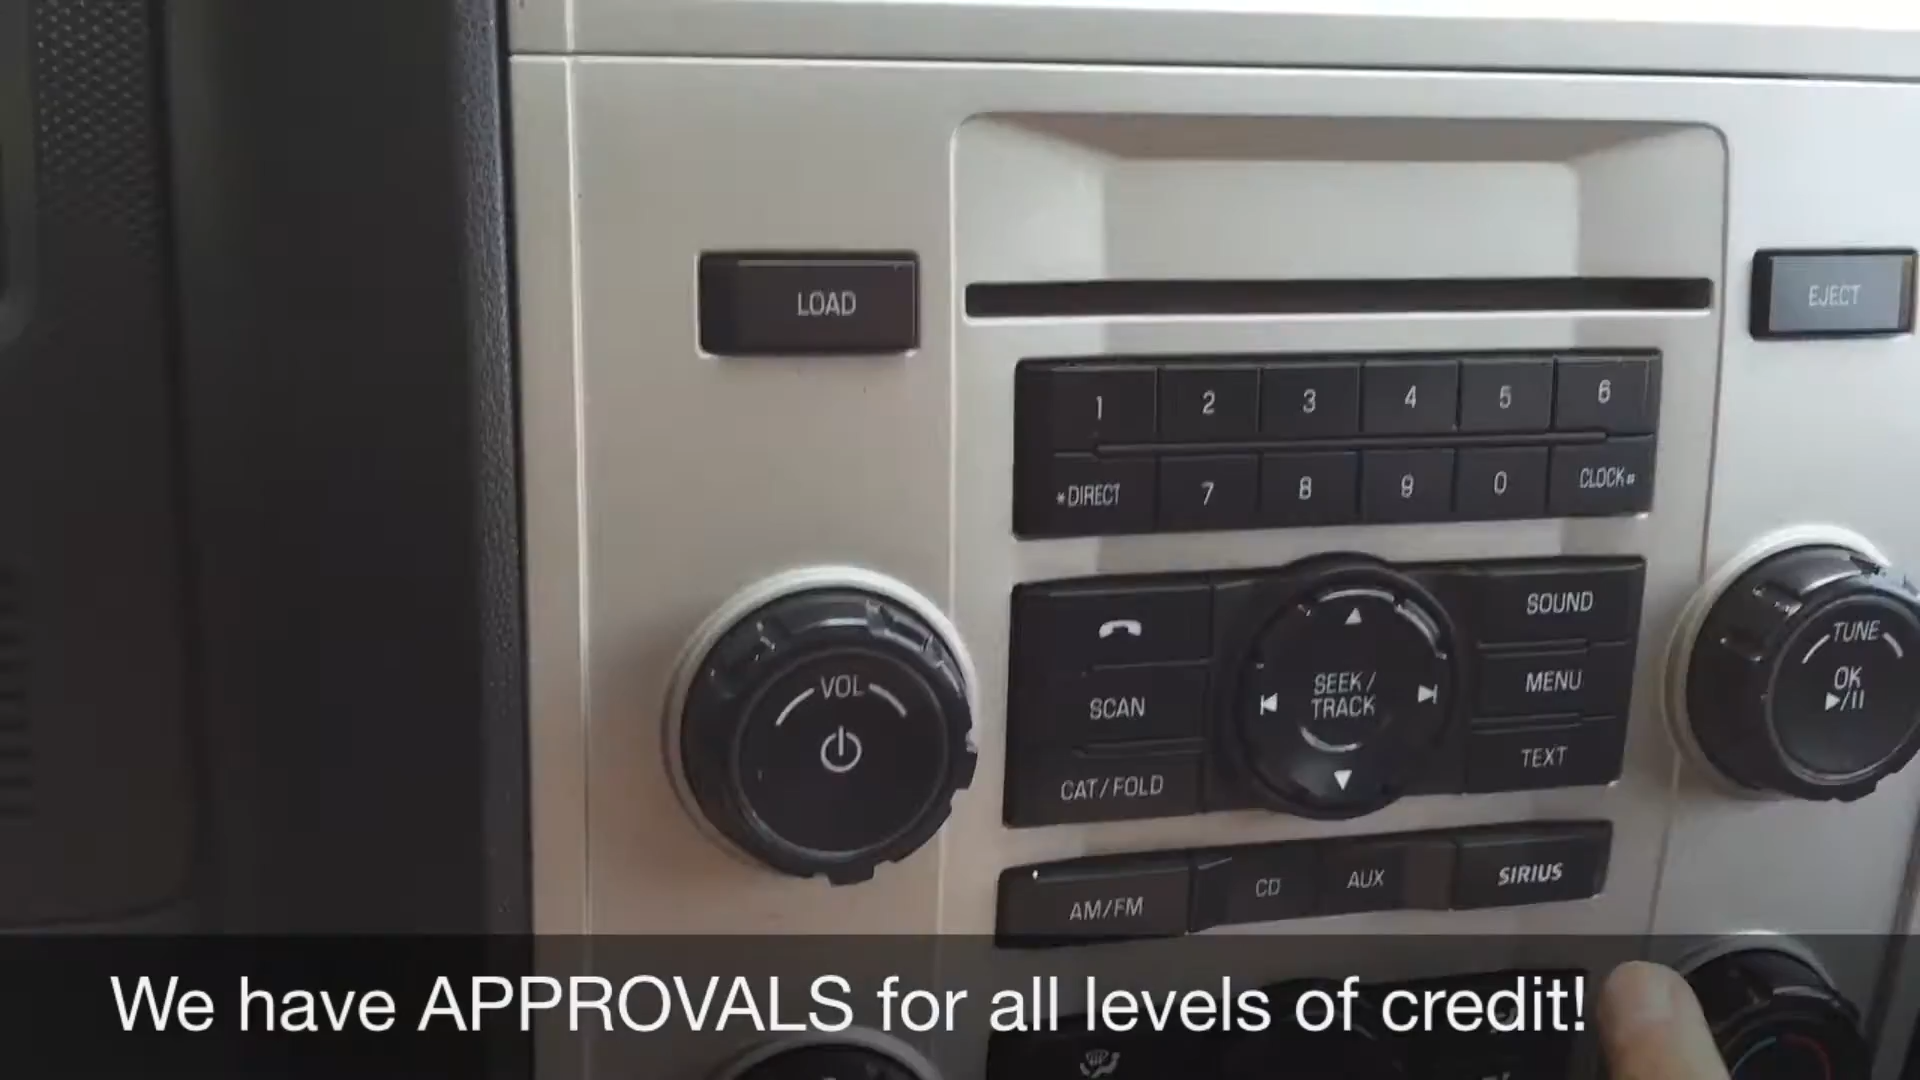 LOAD
EJECT
1 2 3 4 5 6
*DIRECT 7 8 9 0 CLOCK#
SOUND
VOL
SEEK/
TRACK
SCAN
MENU
TUNE
OK
CAT/FOLD
TEXT
AM/FM CD AUX SIRIUS
We have APPROVALS for all levels of credit!